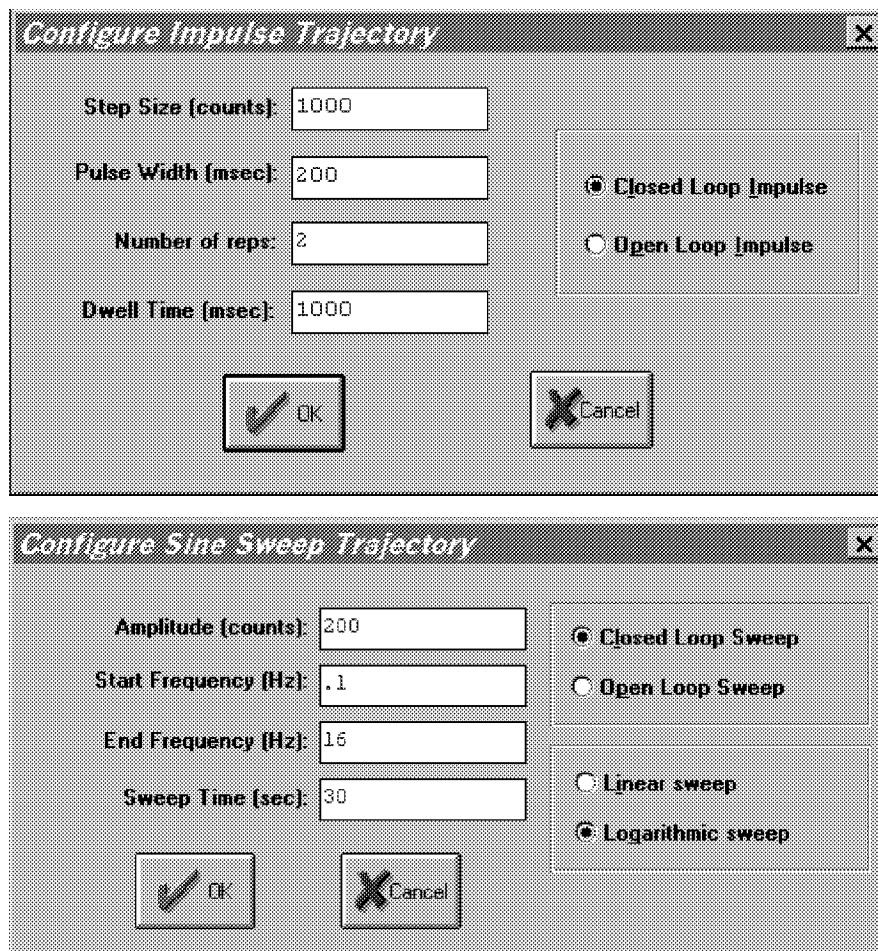 Configure Impulse Trajectory
Step Size (counts): 1000
Pulse Width (msec): 200
Number of reps: 2
Dwell Time (msec): 1000
Closed Loop Impulse
Open Loop Impulse
OK
Cancel
Configure Sine Sweep Trajectory
Amplitude (counts): 200
Start Frequency (Hz): .1
End Frequency (Hz): 16
Sweep Time (sec): 30
Closed Loop Sweep
Open Loop Sweep
Linear sweep
Logarithmic sweep
OK
Cancel